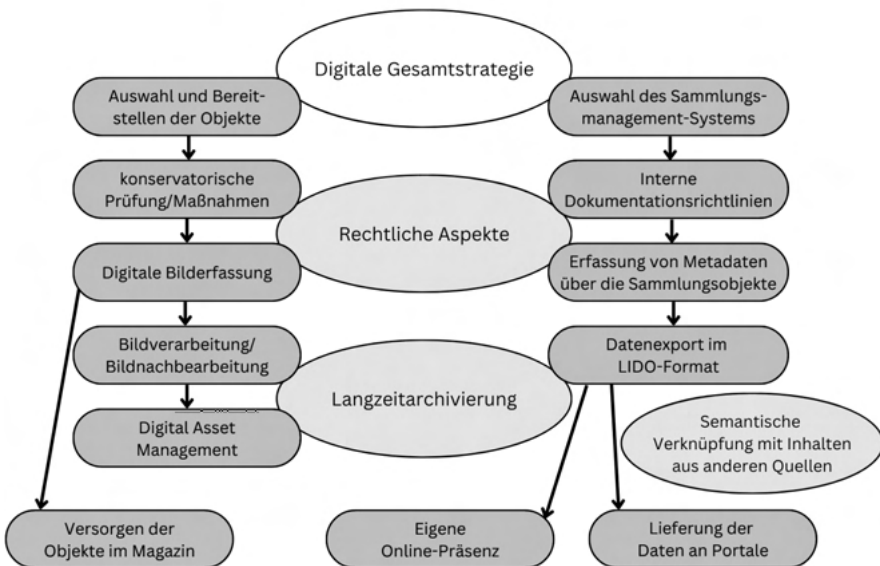 Digitale Gesamtstrategie
Auswahl und Bereit-
stellen der Objekte
Auswahl des Sammlungs-
management-Systems
konservatorische
Prüfung/Maßnahmen
Interne
Dokumentationsrichtlinien
Rechtliche Aspekte
Digitale Bilderfassung
Erfassung von Metadaten
über die Sammlungsobjekte
Bildverarbeitung/
Bildnachbearbeitung
Datenexport im
LIDO-Format
Langzeitarchivierung
Digital Asset
Management
Semantische
Verknüpfung mit Inhalten
aus anderen Quellen
Versorgen der
Objekte im Magazin
Eigene
Online-Präsenz
Lieferung der
Daten an Portale